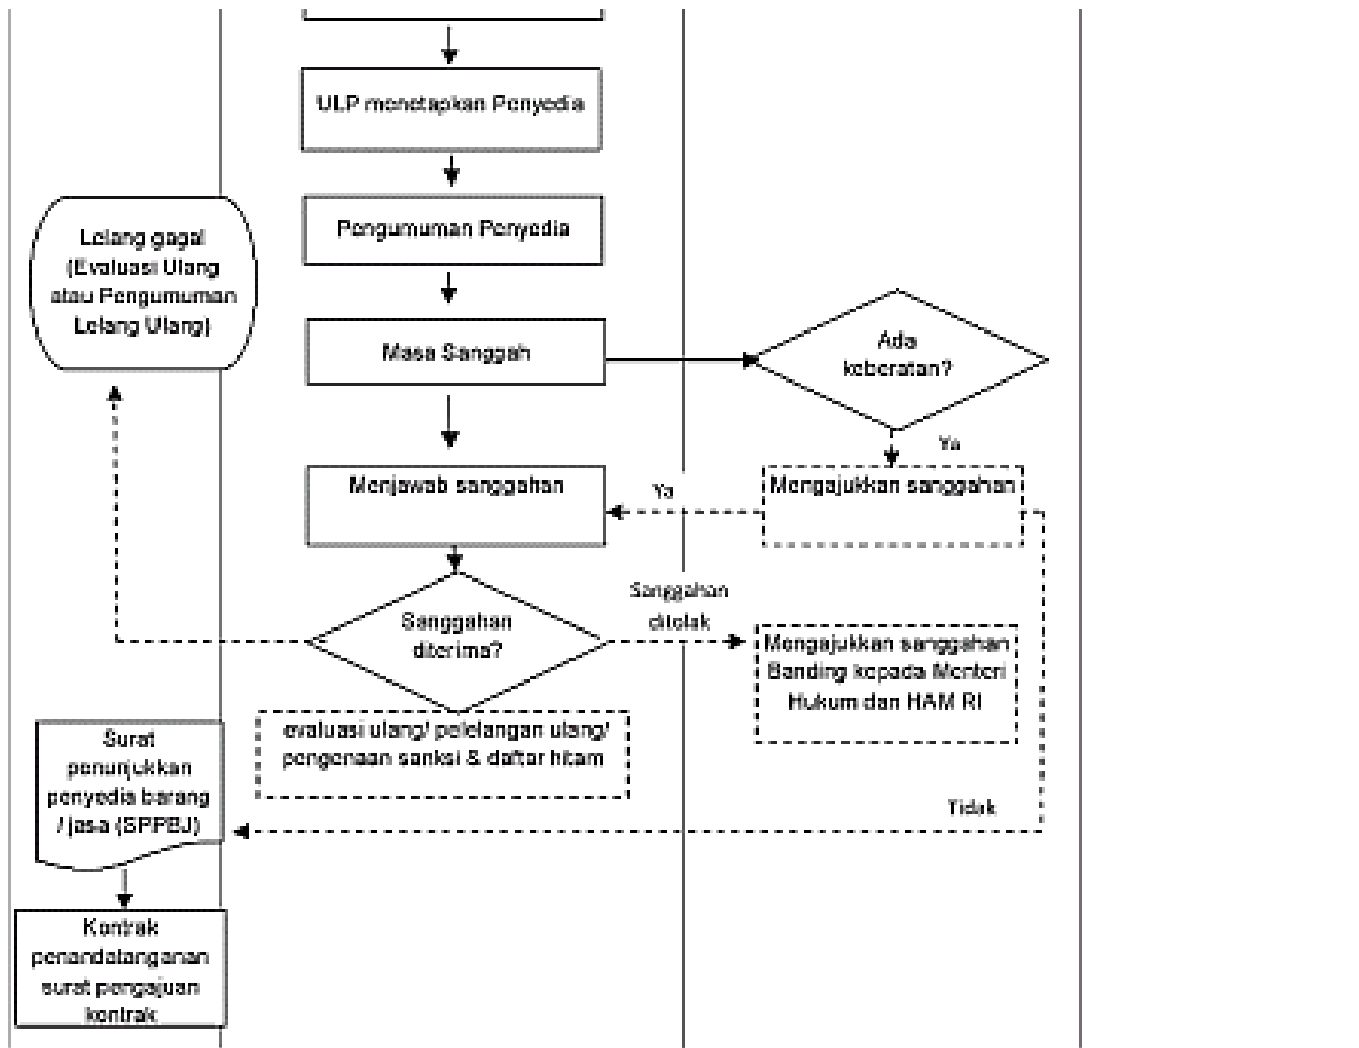 ULP menetapkan Penyedia
Pengumuman Penyedia
Lelang gagal
(Evaluasi Ulang
atau Pengumuman
Lelang Ulang)
Masa Sanggah
Ada
keberatan?
Ya
Menjawab sanggahan
Ya
Mengajukkan sanggahan
Sanggahan
diterima?
Sanggahan
ditolak
Mengajukkan sanggahan
Banding kepada Menteri
Hukum dan HAM RI
evaluasi ulang/ pelelangan ulang/
pengenaan sanksi & daftar hitam
Surat
penunjukkan
penyedia barang
/ jasa (SPPBJ)
Tidak
Kontrak
penandatanganan
surat pengajuan
kontrak